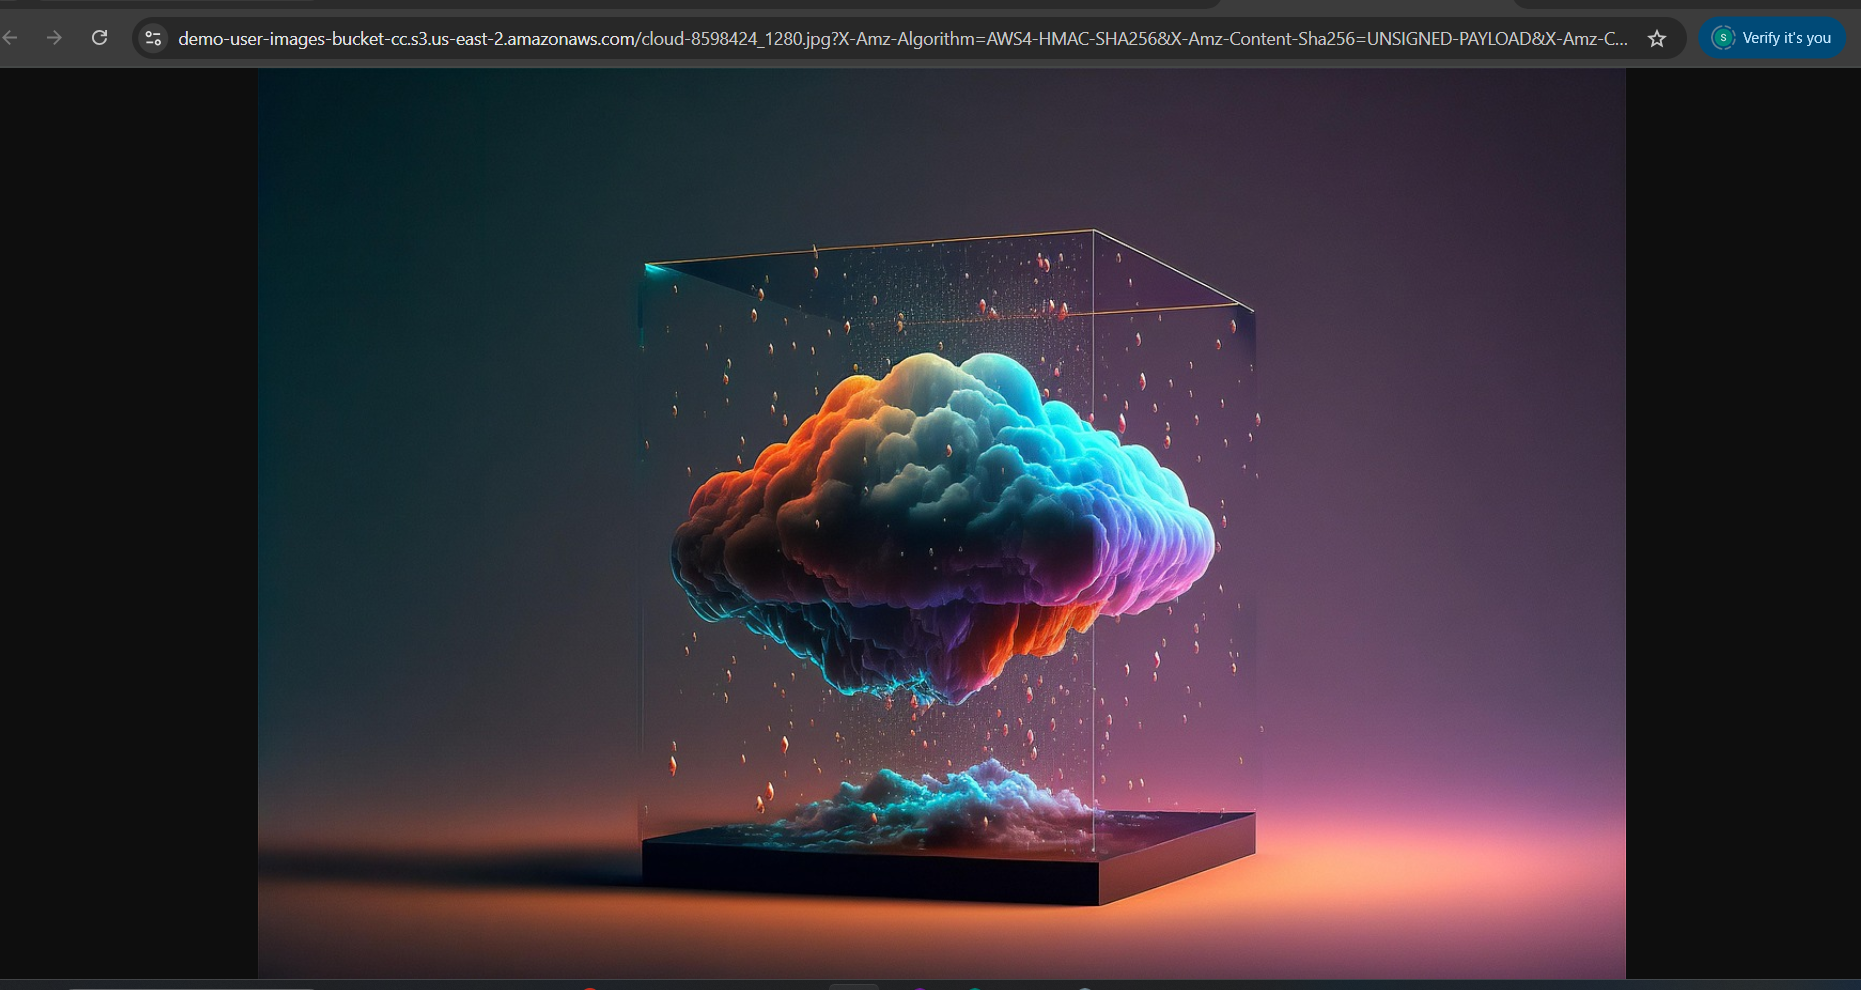 demo-user-images-bucket-cc.s3.us-east-2.amazonaws.com/cloud-8598424_1280.jpg?X-Amz-Algorithm=AWS4-HMAC-SHA256&X-Amz-Content-Sha256=UNSIGNED-PAYLOAD&X-Amz-C...
S
Verify it's you